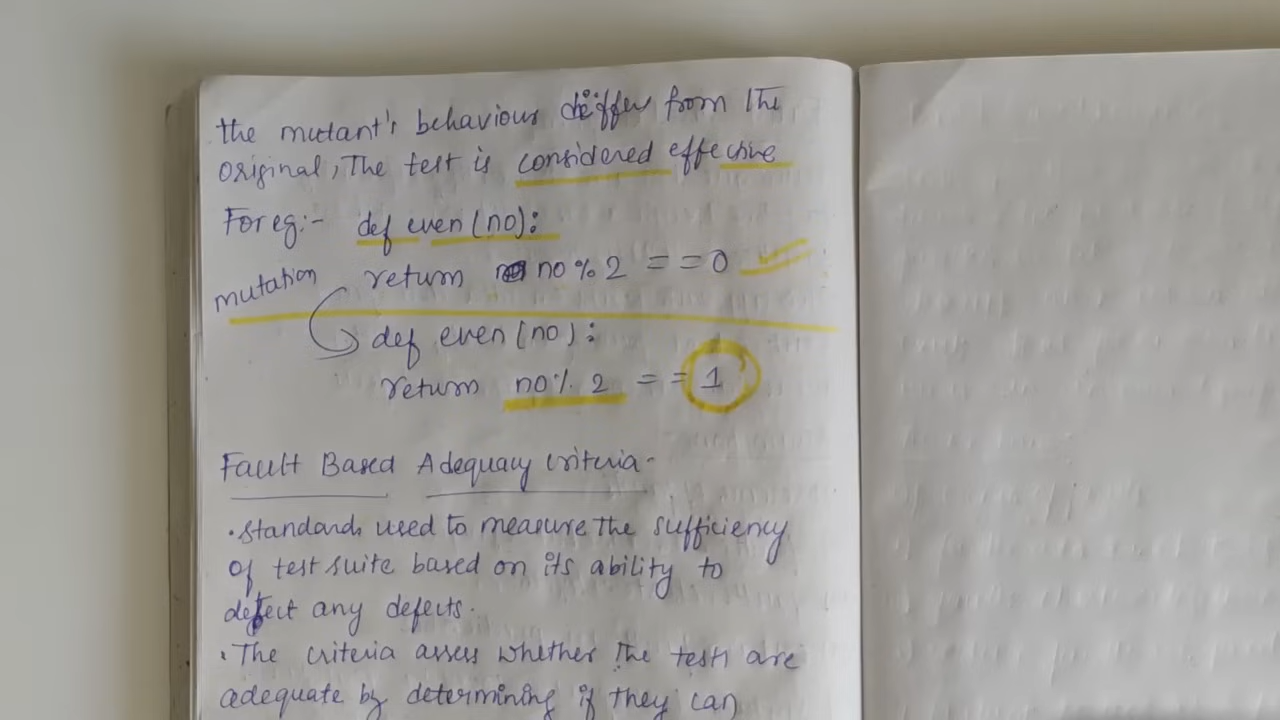 the mutant's behaviour differ from the
original, The test is considered effective
For eg:- def even(no):
mutation return no % 2 == 0
def even(no):
return no % 2 == 1
Fault Based Adequacy criteria-
• Standards used to measure the sufficiency
of test suite based on its ability to
detect any defects.
• The criteria assess whether the tests are
adequate by determining if they can